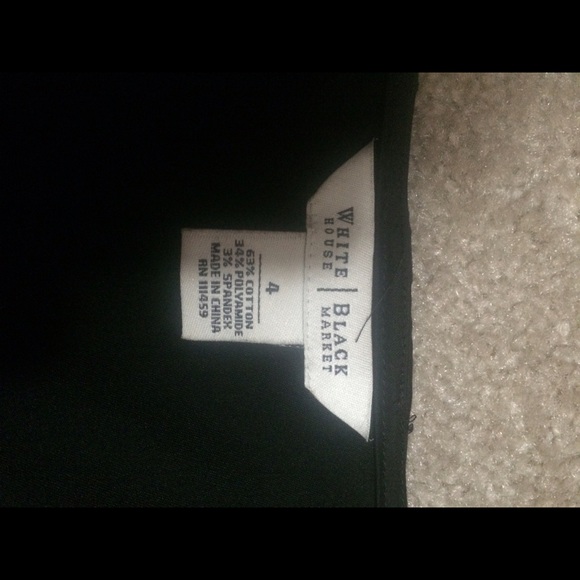 WHITE | BLACK
HOUSE MARKET
4
63% COTTON
34% POLYAMIDE
3% SPANDEX
MADE IN CHINA
RN 111459